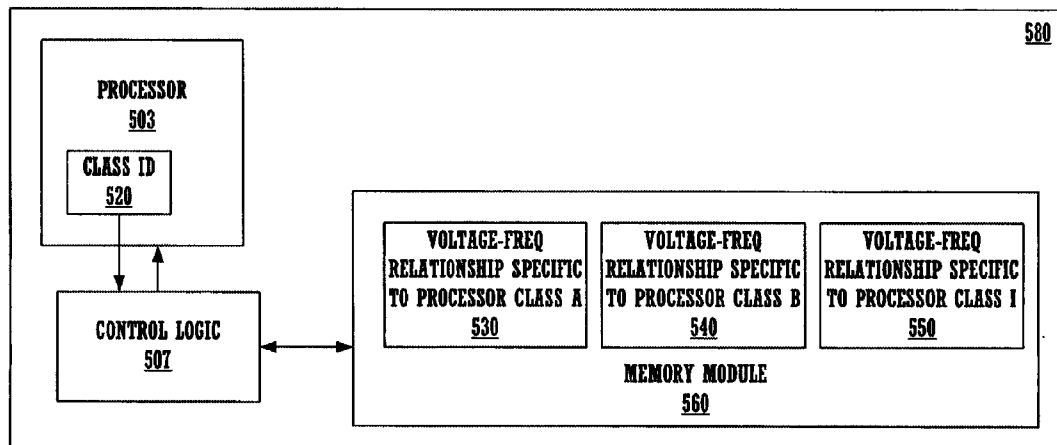 580
PROCESSOR
503
CLASS ID
520
CONTROL LOGIC
507
VOLTAGE-FREQ
RELATIONSHIP SPECIFIC
TO PROCESSOR CLASS A
530
VOLTAGE-FREQ
RELATIONSHIP SPECIFIC
TO PROCESSOR CLASS B
540
VOLTAGE-FREQ
RELATIONSHIP SPECIFIC
TO PROCESSOR CLASS I
550
MEMORY MODULE
560